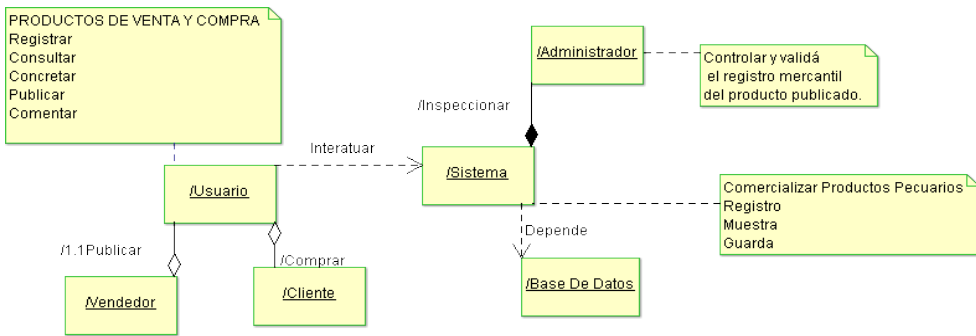 PRODUCTOS DE VENTA Y COMPRA
Registrar
Consultar
Concretar
Publicar
Comentar
/Administrador
Controlar y validá
el registro mercantil
del producto publicado.
/Inspeccionar
Interatuar
/Usuario
/Sistema
Comercializar Productos Pecuarios
Registro
Muestra
Guarda
Depende
/1.1Publicar
/Comprar
/Vendedor
/Cliente
/Base De Datos